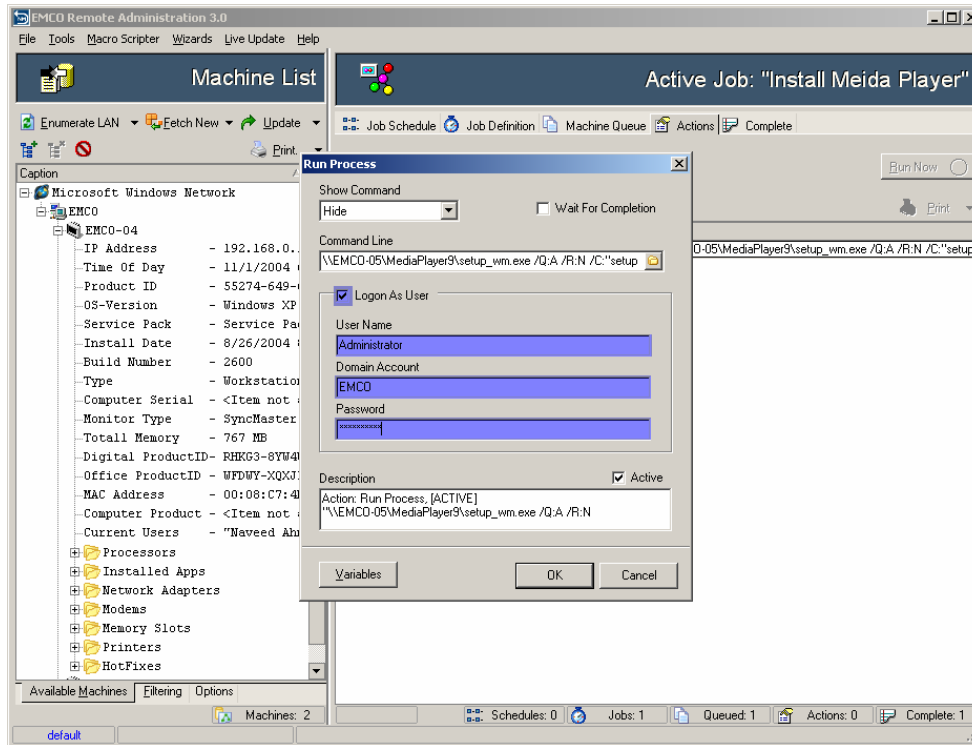 EMCO Remote Administration 3.0
File Tools Macro Scripter Wizards Live Update Help
Machine List
Active Job: "Install Meida Player"
Enumerate LAN Fetch New Update
Print
Job Schedule Job Definition Machine Queue Actions Complete
Run Now
Print
Caption
Microsoft Windows Network
EMCO
EMCO-04
IP Address - 192.168.0.
Time Of Day - 11/1/2004
Product ID - 55274-649-
OS-Version - Windows XP
Service Pack - Service Pa
Install Date - 8/26/2004
Build Number - 2600
Type - Workstation
Computer Serial - <Item not
Monitor Type - SyncMaster
Totall Memory - 767 MB
Digital ProductID- RHKG3-8YW4
Office ProductID - WFDWY-XQXJ
MAC Address - 00:08:C7:4
Computer Product - <Item not
Current Users - "Naveed Ah
Processors
Installed Apps
Network Adapters
Modems
Memory Slots
Printers
HotFixes
Available Machines Filtering Options
Machines: 2
default
0-05\MediaPlayer9\setup_wm.exe /Q:A /R:N /C:"setup
Run Process
Show Command
Hide
Wait For Completion
Command Line
\\EMCO-05\MediaPlayer9\setup_wm.exe /Q:A /R:N /C:"setup
Logon As User
User Name
Administrator
Domain Account
EMCO
Password
xxxxxxxxxx
Description
Active
Action: Run Process, [ACTIVE]
"\\EMCO-05\MediaPlayer9\setup_wm.exe /Q:A /R:N
Variables
OK
Cancel
Schedules: 0 Jobs: 1 Queued: 1 Actions: 0 Complete: 1